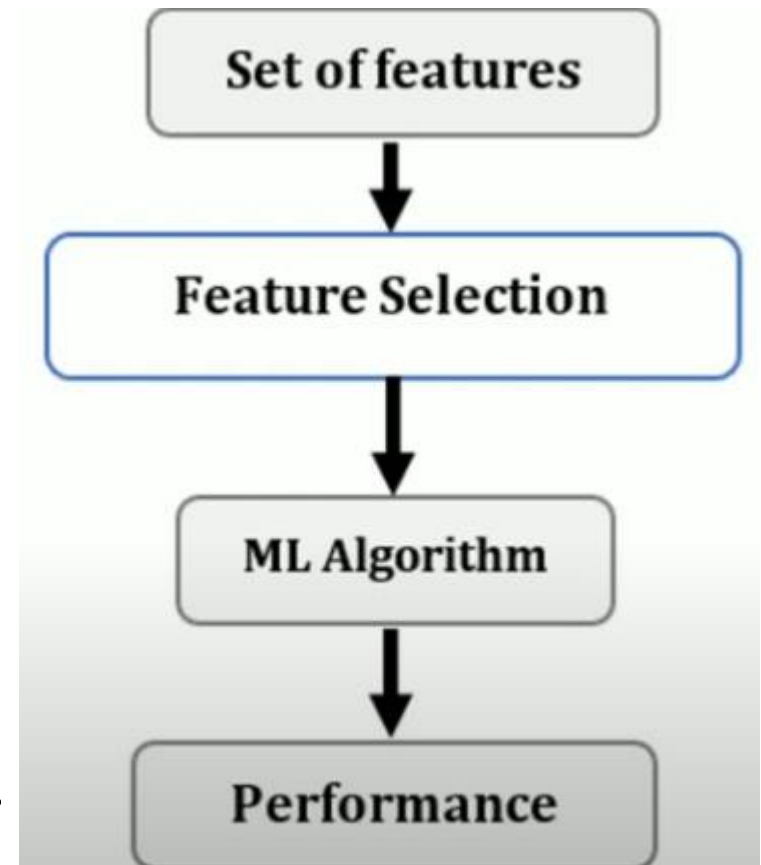 Set of features
Feature Selection
ML Algorithm
Performance